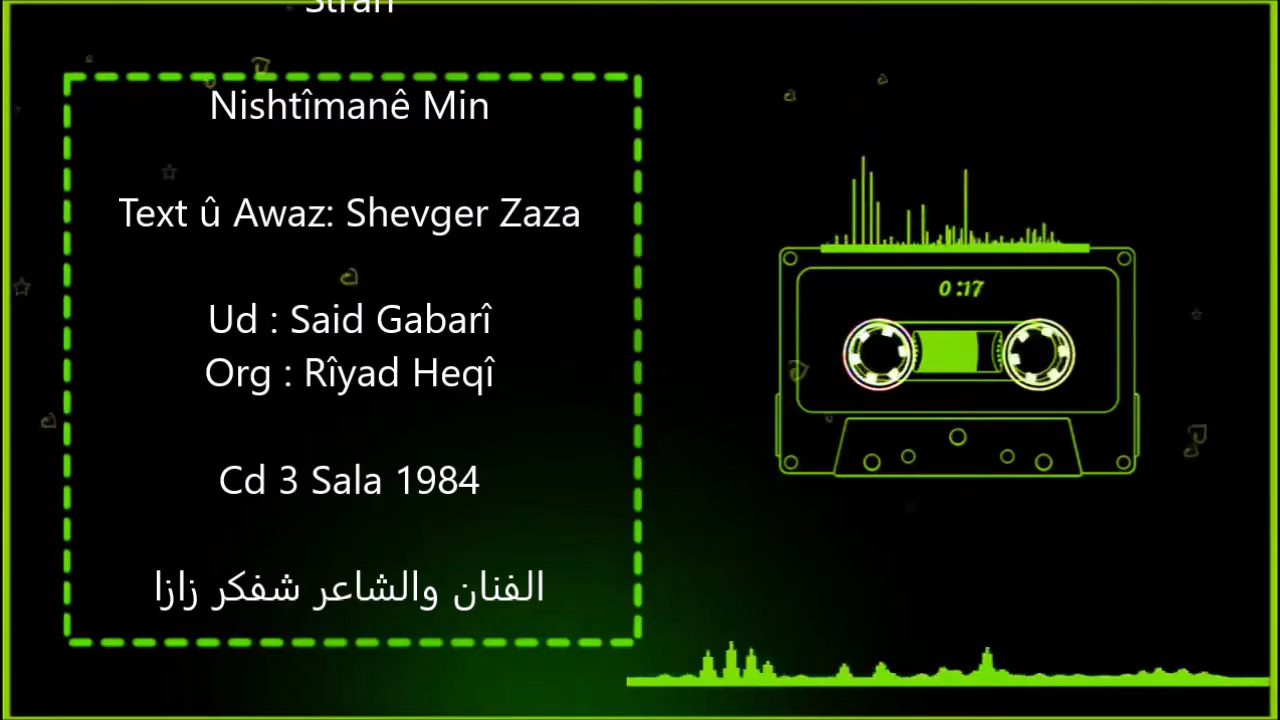 : Stran
Nishtîmanê Min
Text û Awaz: Shevger Zaza
Ud : Said Gabarî
Org : Rîyad Heqî
Cd 3 Sala 1984
الفنان والشاعر شفكر زازا
0:17